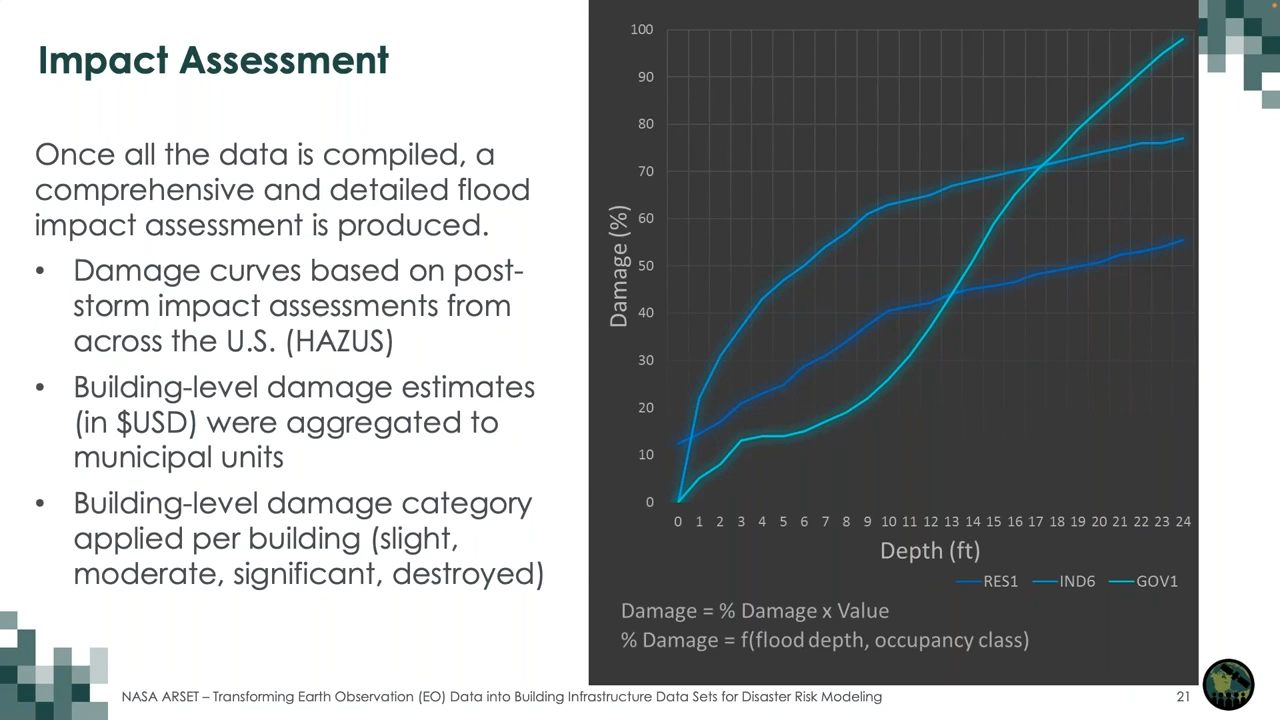 Impact Assessment
Once all the data is compiled, a
comprehensive and detailed flood
impact assessment is produced.
• Damage curves based on post-
storm impact assessments from
across the U.S. (HAZUS)
• Building-level damage estimates
(in $USD) were aggregated to
municipal units
• Building-level damage category
applied per building (slight,
moderate, significant, destroyed)
100
90
80
70
60
50
40
30
20
10
0
Damage (%)
0 1 2 3 4 5 6 7 8 9 10 11 12 13 14 15 16 17 18 19 20 21 22 23 24
Depth (ft)
RES1 IND6 GOV1
Damage = % Damage x Value
% Damage = f(flood depth, occupancy class)
NASA ARSET – Transforming Earth Observation (EO) Data into Building Infrastructure Data Sets for Disaster Risk Modeling 21